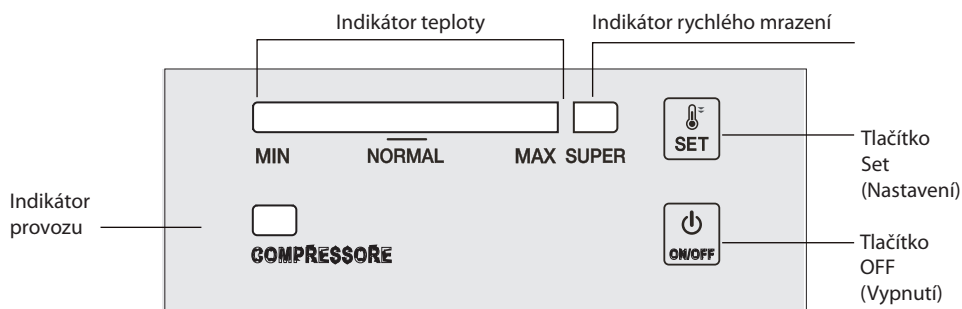 Indikátor teploty
Indikátor rychlého mrazení
MIN NORMAL MAX SUPER
SET
Tlačítko
Set
(Nastavení)
Indikátor
provozu
COMPRESSORE
ON/OFF
Tlačítko
OFF
(Vypnutí)